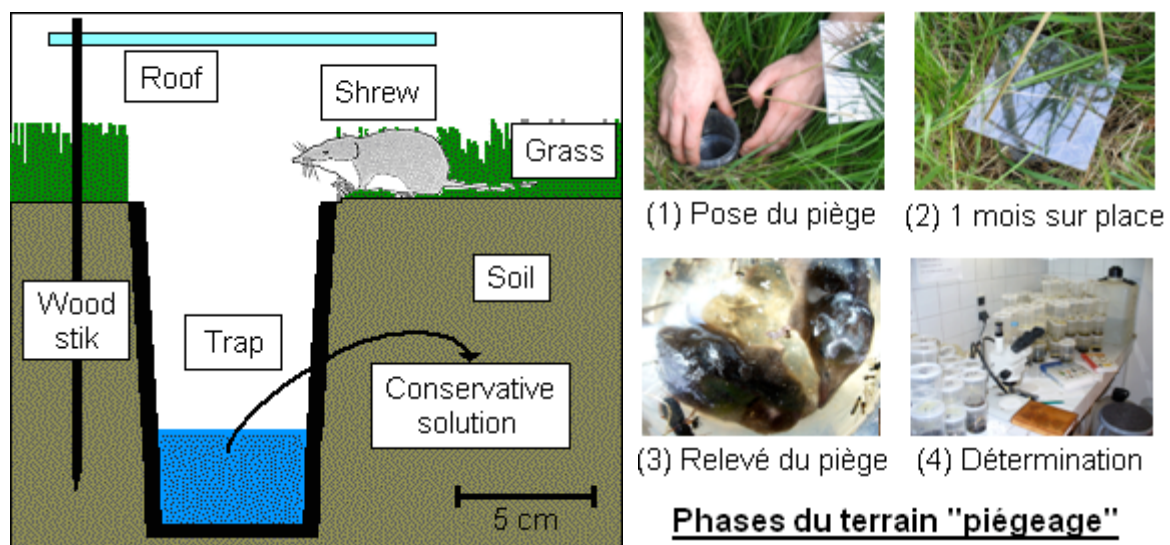 Roof
Shrew
Grass
Soil
Wood
stik
Trap
Conservative
solution
5 cm
(1) Pose du piège
(2) 1 mois sur place
(3) Relevé du piège
(4) Détermination
Phases du terrain "piégeage"